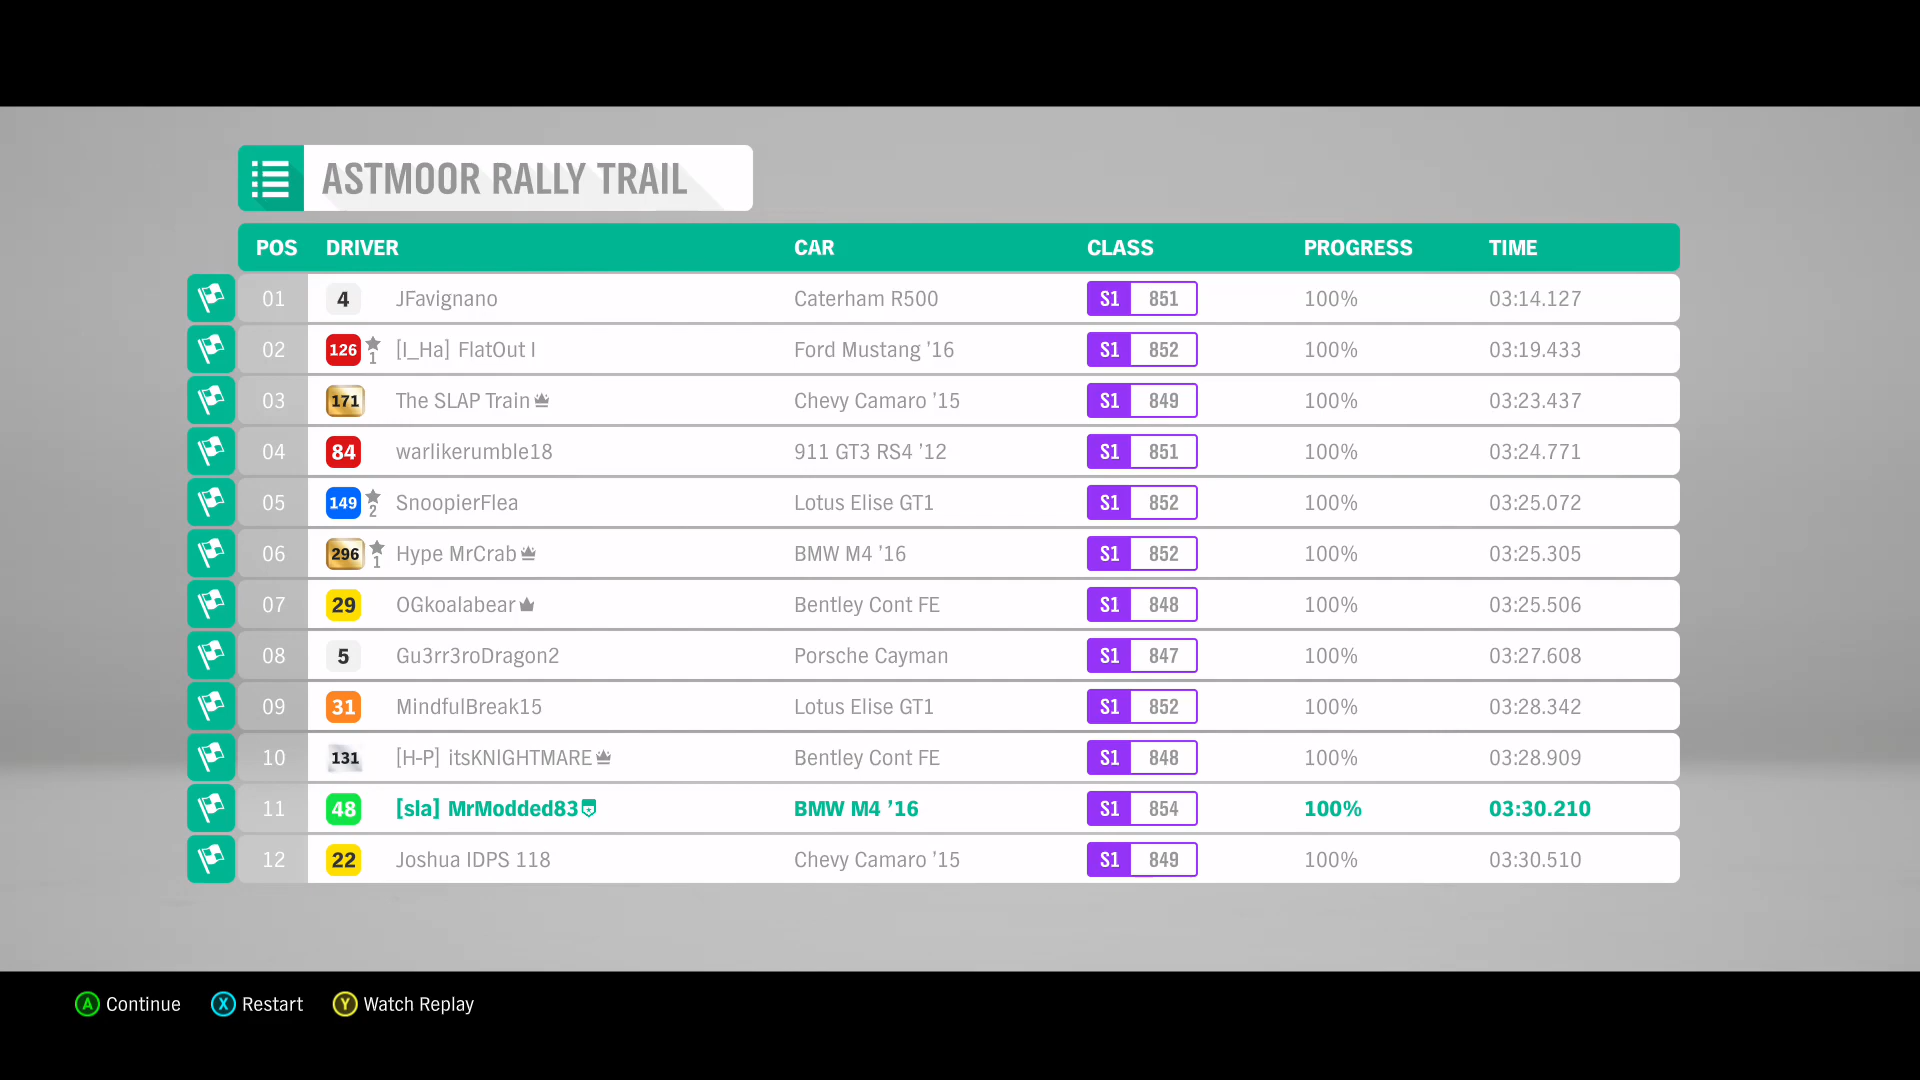 ASTMOOR RALLY TRAIL
POS DRIVER CAR CLASS PROGRESS TIME
01 4 JFavignano Caterham R500 S1 851 100% 03:14.127
02 126 1 [I_Ha] FlatOut I Ford Mustang '16 S1 852 100% 03:19.433
03 171 The SLAP Train Chevy Camaro '15 S1 849 100% 03:23.437
04 84 warlikerumble18 911 GT3 RS4 '12 S1 851 100% 03:24.771
05 149 2 SnoopierFlea Lotus Elise GT1 S1 852 100% 03:25.072
06 296 1 Hype MrCrab BMW M4 '16 S1 852 100% 03:25.305
07 29 OGkoalabear Bentley Cont FE S1 848 100% 03:25.506
08 5 Gu3rr3roDragon2 Porsche Cayman S1 847 100% 03:27.608
09 31 MindfulBreak15 Lotus Elise GT1 S1 852 100% 03:28.342
10 131 [H-P] itsKNIGHTMARE Bentley Cont FE S1 848 100% 03:28.909
11 48 [sla] MrModded83 BMW M4 '16 S1 854 100% 03:30.210
12 22 Joshua IDPS 118 Chevy Camaro '15 S1 849 100% 03:30.510
A Continue X Restart Y Watch Replay